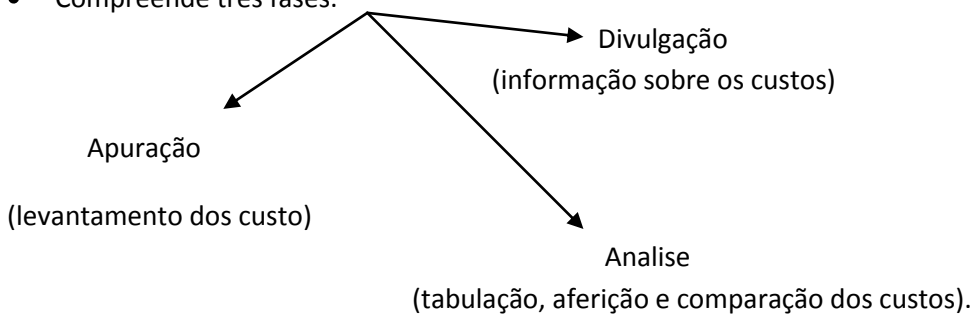 • Compreende três fases:
Divulgação
(informação sobre os custos)
Apuração
(levantamento dos custo)
Analise
(tabulação, aferição e comparação dos custos).